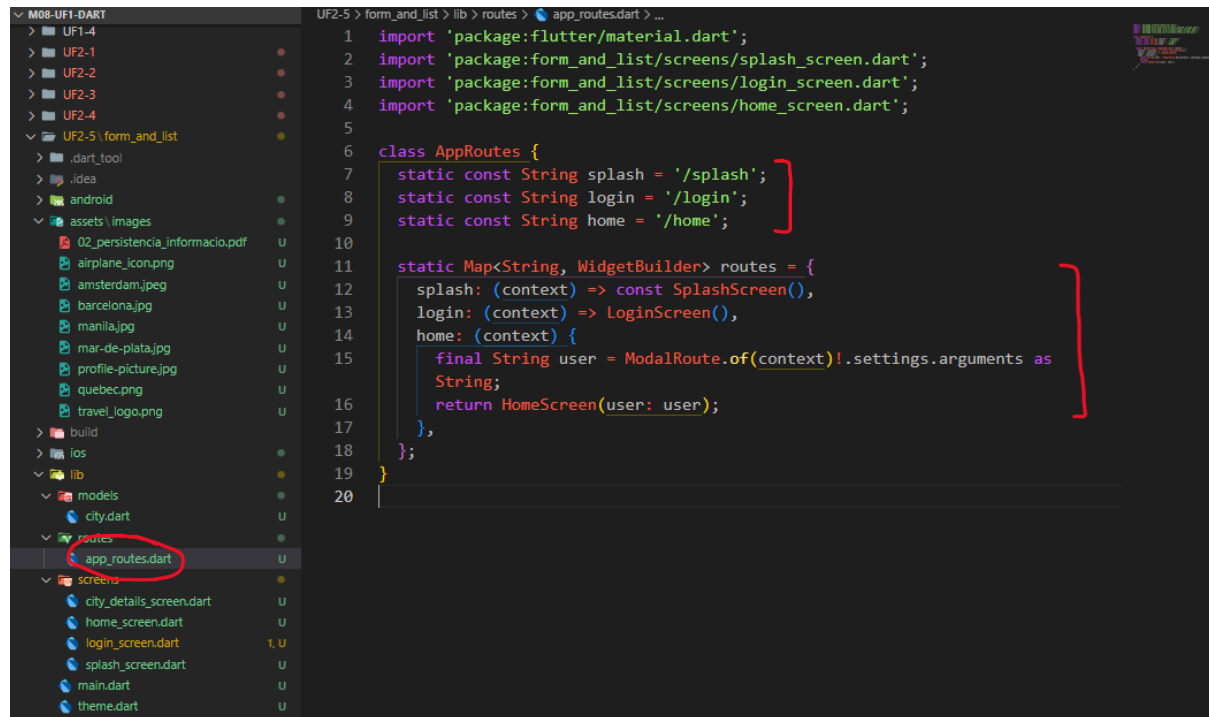 M08-UF1-DART
UF1-4
UF2-1
UF2-2
UF2-3
UF2-4
UF2-5\form_and_list
.dart_tool
.idea
android
assets\images
02_persistencia_informacio.pdf U
airplane_icon.png U
amsterdam.jpeg U
barcelona.jpg U
manila.jpg U
mar-de-plata.jpg U
profile-picture.jpg U
quebec.png U
travel_logo.png U
build
ios
lib
models
city.dart U
routes
app_routes.dart U
screens
city_details_screen.dart U
home_screen.dart U
login_screen.dart 1, U
splash_screen.dart U
main.dart U
theme.dart U
UF2-5 > form_and_list > lib > routes > app_routes.dart > ...
1 import 'package:flutter/material.dart';
2 import 'package:form_and_list/screens/splash_screen.dart';
3 import 'package:form_and_list/screens/login_screen.dart';
4 import 'package:form_and_list/screens/home_screen.dart';
5
6 class AppRoutes {
7 static const String splash = '/splash';
8 static const String login = '/login';
9 static const String home = '/home';
10
11 static Map<String, WidgetBuilder> routes = {
12 splash: (context) => const SplashScreen(),
13 login: (context) => LoginScreen(),
14 home: (context) {
15 final String user = ModalRoute.of(context)!.settings.arguments as
String;
16 return HomeScreen(user: user);
17 },
18 };
19 }
20